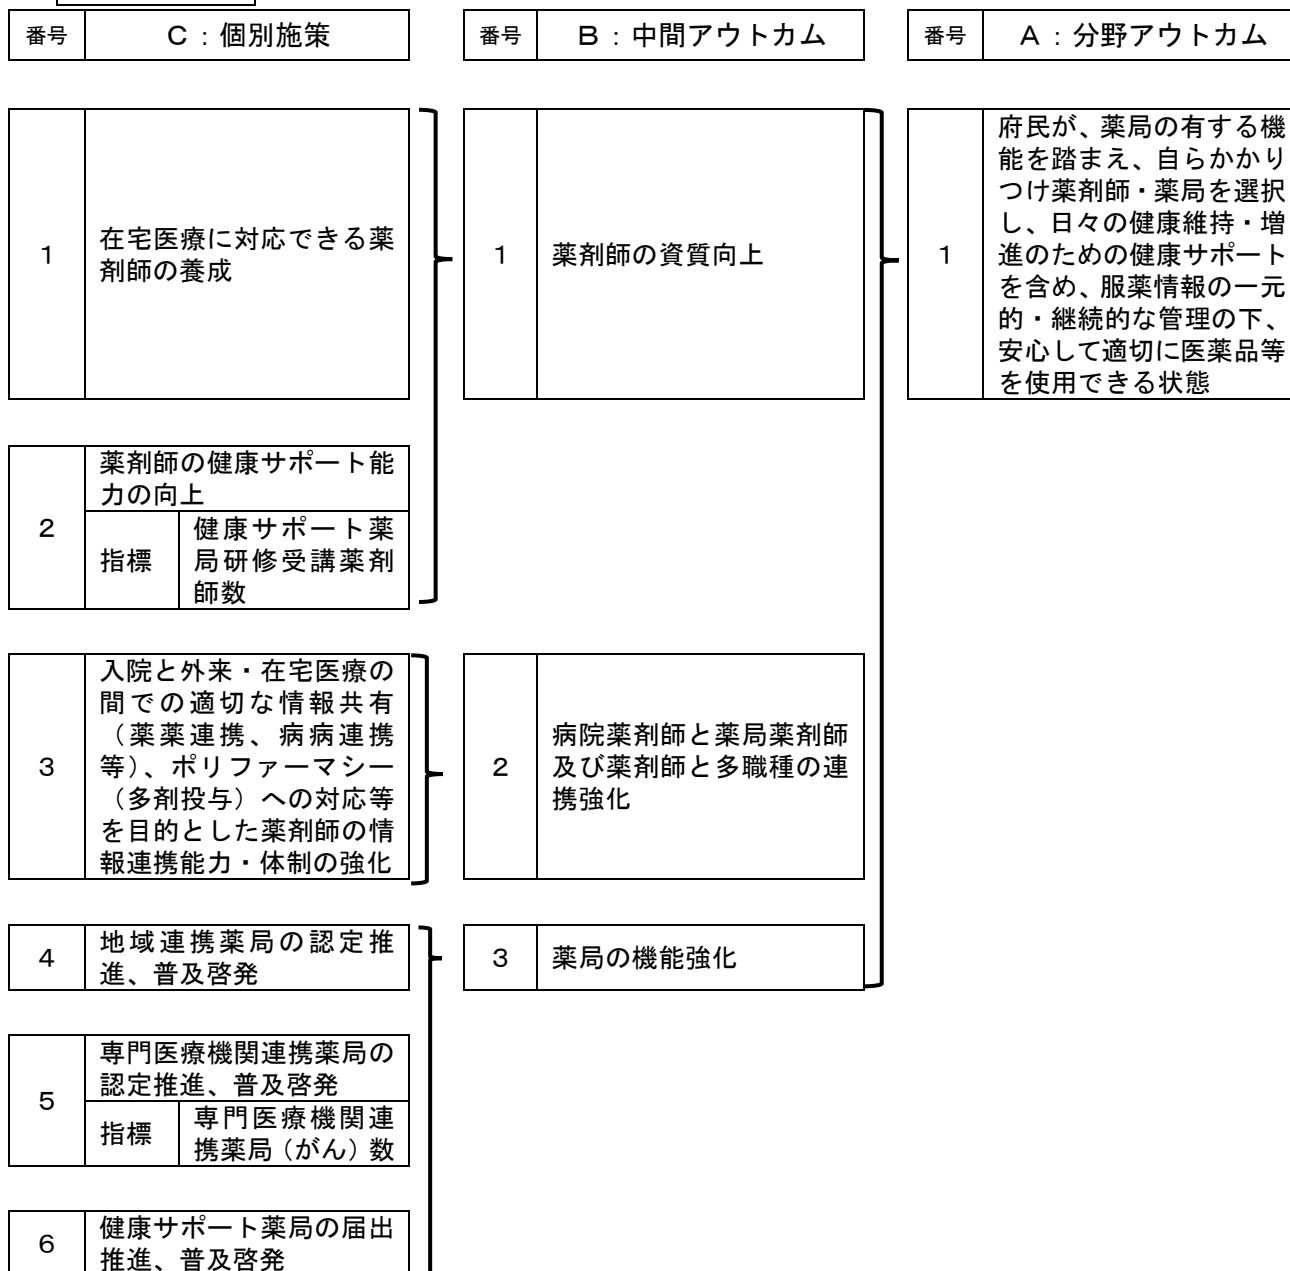 番号 C：個別施策
番号 B：中間アウトカム
番号 A：分野アウトカム
1
在宅医療に対応できる薬
剤師の養成
1
薬剤師の資質向上
1
府民が、薬局の有する機
能を踏まえ、自らかかり
つけ薬剤師・薬局を選択
し、日々の健康維持・増
進のための健康サポート
を含め、服薬情報の一元
的・継続的な管理の下、
安心して適切に医薬品等
を使用できる状態
2
薬剤師の健康サポート能
力の向上
指標
健康サポート薬
局研修受講薬剤
師数
3
入院と外来・在宅医療の
間での適切な情報共有
（薬薬連携、病病連携
等）、ポリファーマシー
（多剤投与）への対応等
を目的とした薬剤師の情
報連携能力・体制の強化
2
病院薬剤師と薬局薬剤師
及び薬剤師と多職種の連
携強化
4
地域連携薬局の認定推
進、普及啓発
3
薬局の機能強化
5
専門医療機関連携薬局の
認定推進、普及啓発
指標
専門医療機関連
携薬局（がん）数
6
健康サポート薬局の届出
推進、普及啓発